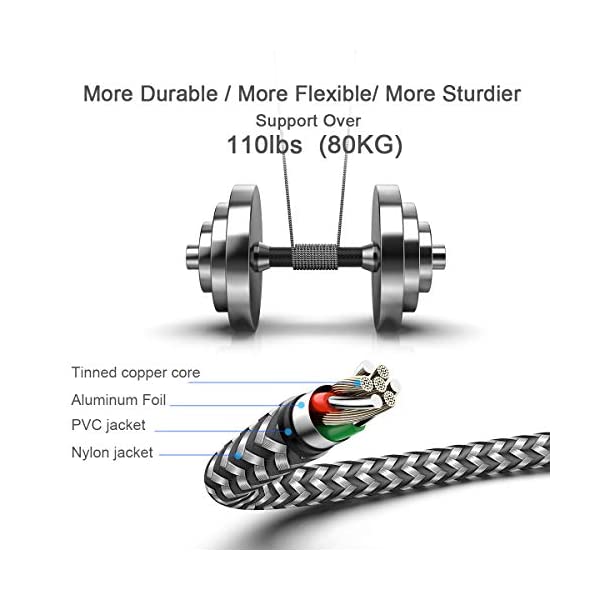 More Durable / More Flexible/ More Sturdier
Support Over
110lbs (80KG)
Tinned copper core
Aluminum Foil
PVC jacket
Nylon jacket